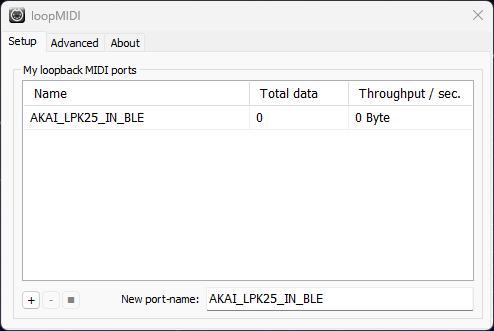 loopMIDI
Setup Advanced About
My loopback MIDI ports
Name Total data Throughput / sec.
AKAI_LPK25_IN_BLE 0 0 Byte
+ - New port-name: AKAI_LPK25_IN_BLE